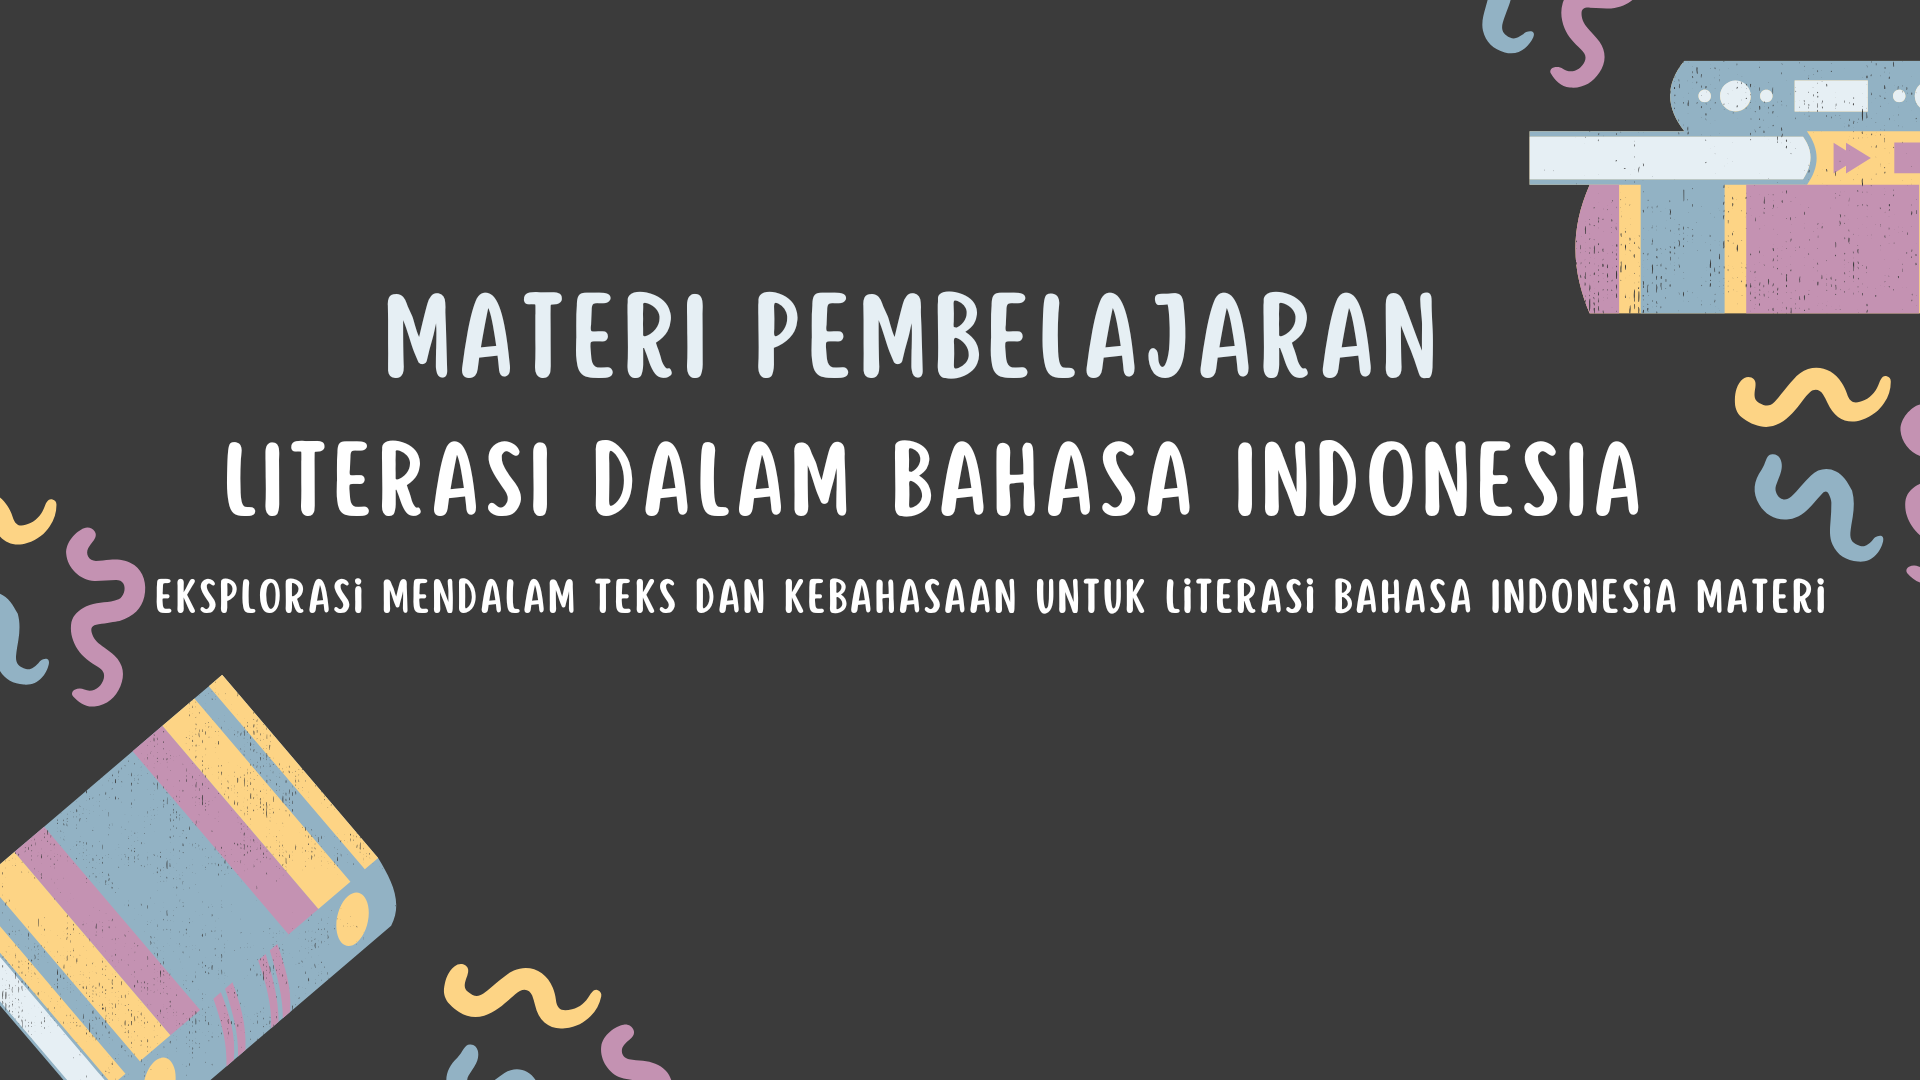 MATERI PEMBELAJARAN
LITERASI DALAM BAHASA INDONESIA
EKSPLORASI MENDALAM TEKS DAN KEBAHASAAN UNTUK LITERASI BAHASA INDONESIA MATERI